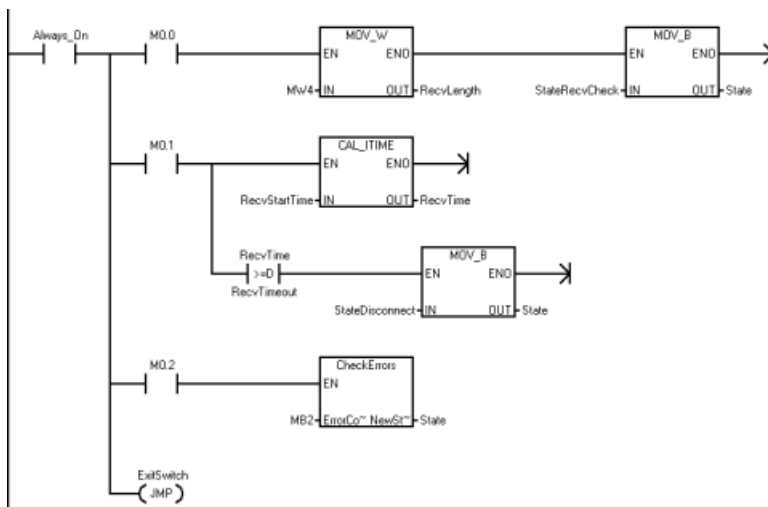 Always_On M0.0 MOV_W MOV_B
EN ENO EN ENO
MW4 IN OUT RecvLength StateRecvCheck IN OUT State
M0.1 CAL_ITIME
EN ENO
RecvStartTime IN OUT RecvTime
RecvTime MOV_B
>=D EN ENO
RecvTimeout
StateDisconnect IN OUT State
M0.2 CheckErrors
EN
MB2 ErrorCo~ NewSt~ State
ExitSwitch
JMP